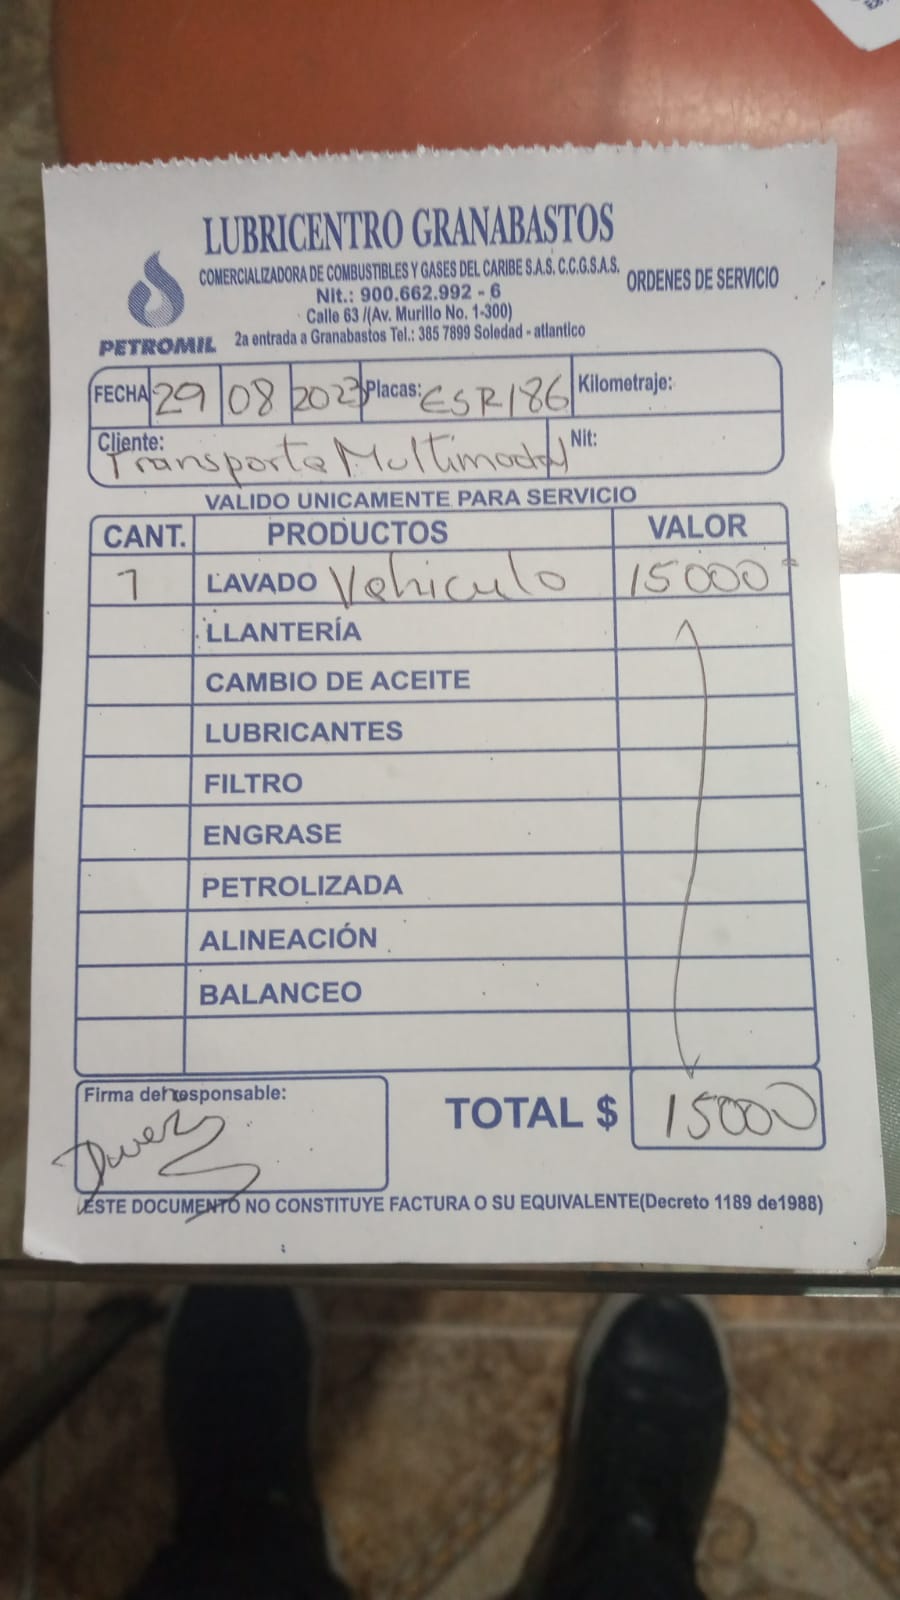 LUBRICENTRO GRANABASTOS
COMERCIALIZADORA DE COMBUSTIBLES Y GASES DEL CARIBE S.A.S. C.C.G.S.A.S.
ORDENES DE SERVICIO
Nit.: 900.662.992 - 6
Calle 63 /(Av. Murillo No. 1-300)
2a entrada a Granabastos Tel.: 385 7899 Soledad - atlantico
PETROMIL
FECHA 29 08 2023 Placas: ESR186 Kilometraje:
Cliente: Transporte Multimodal Nit:
VALIDO UNICAMENTE PARA SERVICIO
CANT. PRODUCTOS VALOR
1 LAVADO Vehiculo 15000
LLANTERÍA
CAMBIO DE ACEITE
LUBRICANTES
FILTRO
ENGRASE
PETROLIZADA
ALINEACIÓN
BALANCEO
Firma del responsable:
TOTAL $ 15000
ESTE DOCUMENTO NO CONSTITUYE FACTURA O SU EQUIVALENTE(Decreto 1189 de1988)